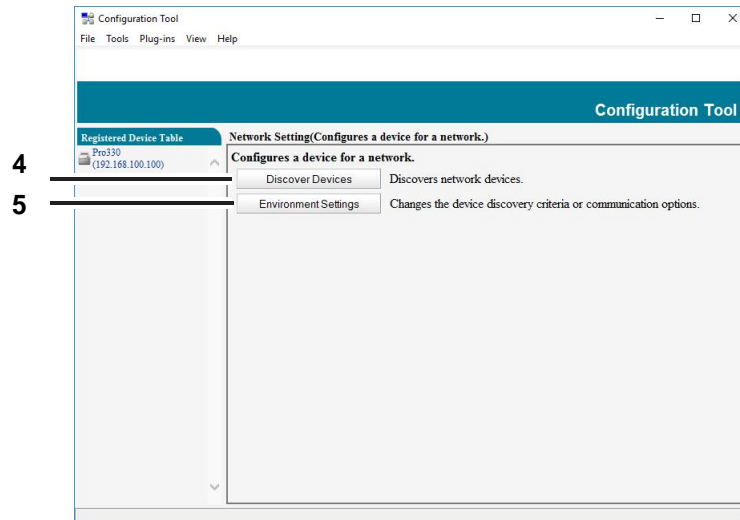 Configuration Tool
File Tools Plug-ins View Help
Configuration Tool
Registered Device Table
Pro330
(192.168.100.100)
Network Setting(Configures a device for a network.)
Configures a device for a network.
4
Discover Devices Discovers network devices.
5
Environment Settings Changes the device discovery criteria or communication options.